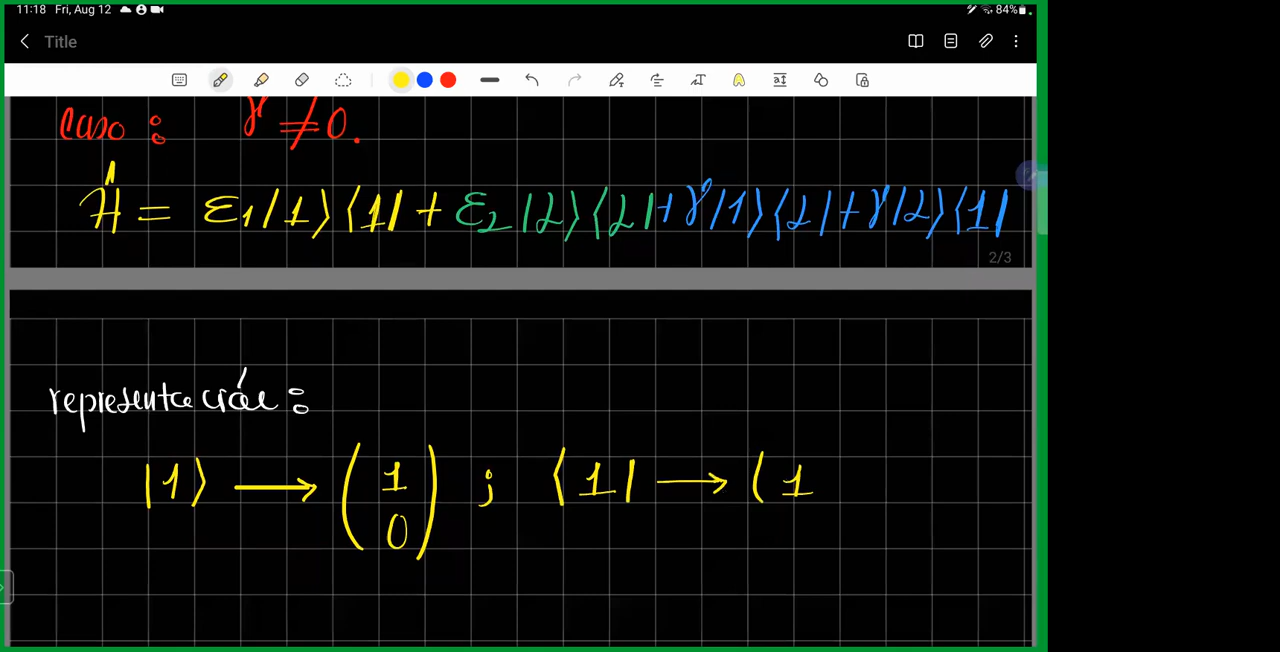 11:18 Fri, Aug 12 84%
Title
Caso: γ ≠ 0.
Ĥ = ε1|1⟩⟨1| + ε2|2⟩⟨2| + γ|1⟩⟨2| + γ|2⟩⟨1|
2/3
representación:
|1⟩ ⟶ ( 1 ) ; ⟨1| ⟶ ( 1
0